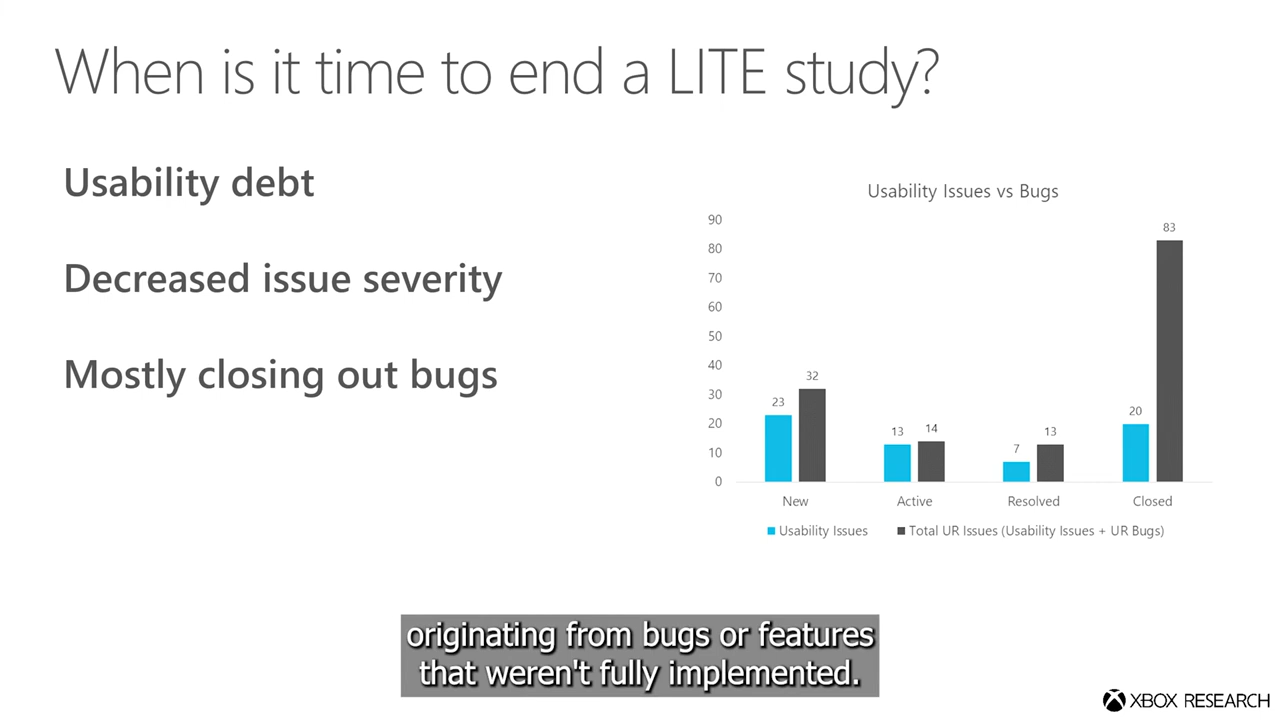 When is it time to end a LITE study?
Usability debt
Decreased issue severity
Mostly closing out bugs
Usability Issues vs Bugs
90
80
70
60
50
40
30
20
10
0
23
32
13
14
7
13
20
83
New
Active
Resolved
Closed
Usability Issues
Total UR Issues (Usability Issues + UR Bugs)
originating from bugs or features
that weren't fully implemented.
XBOX RESEARCH